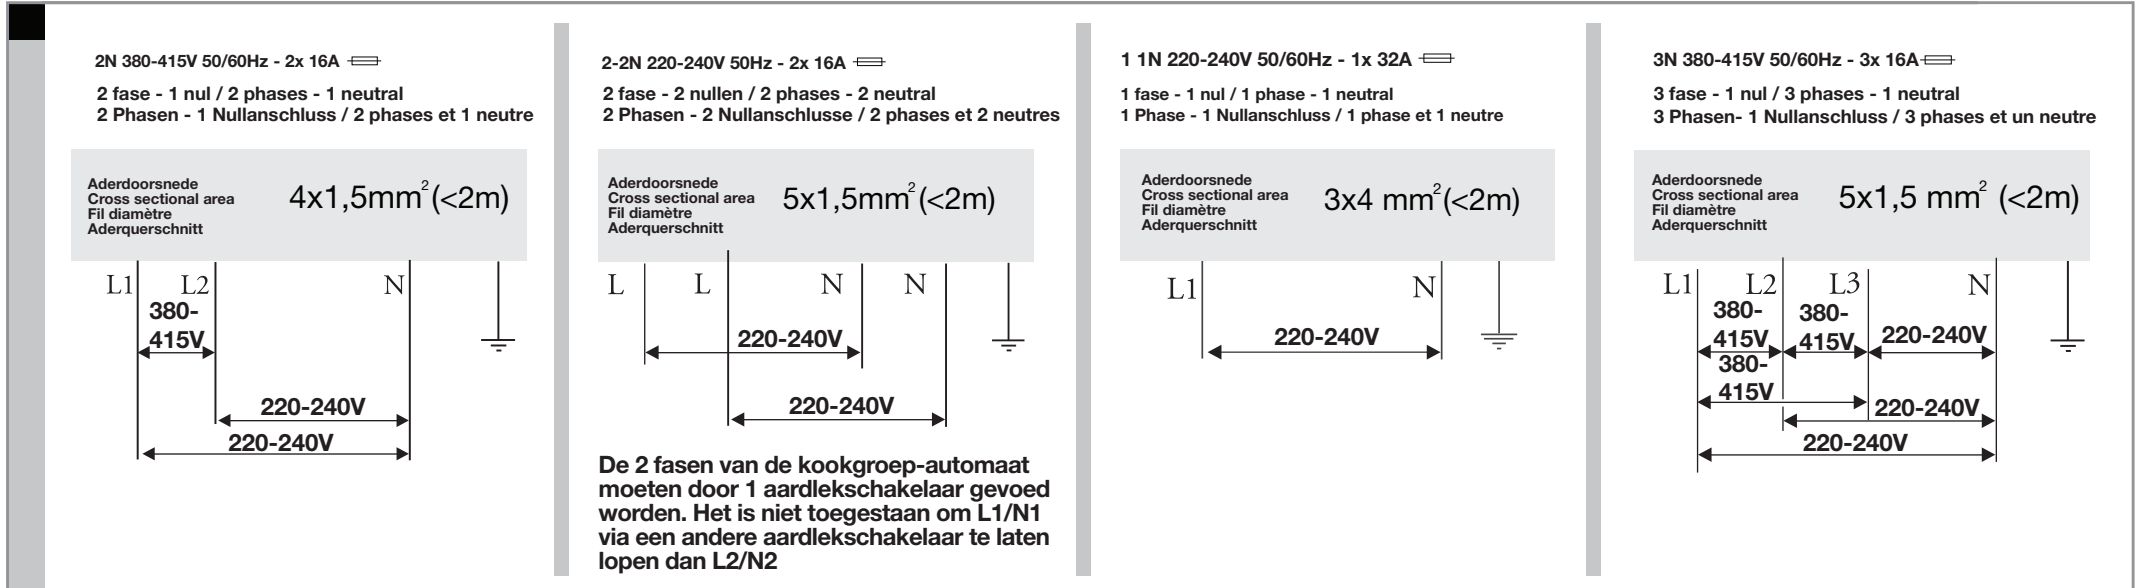 2N 380-415V 50/60Hz - 2x 16A
2 fase - 1 nul / 2 phases - 1 neutral
2 Phasen - 1 Nullanschluss / 2 phases et 1 neutre
Aderdoorsnede
Cross sectional area
Fil diamètre
Aderquerschnitt
4x1,5mm²(<2m)
L1 L2 N
380-
415V
220-240V
220-240V
2-2N 220-240V 50Hz - 2x 16A
2 fase - 2 nullen / 2 phases - 2 neutral
2 Phasen - 2 Nullanschlusse / 2 phases et 2 neutres
Aderdoorsnede
Cross sectional area
Fil diamètre
Aderquerschnitt
5x1,5mm²(<2m)
L L N N
220-240V
220-240V
De 2 fasen van de kookgroep-automaat
moeten door 1 aardlekschakelaar gevoed
worden. Het is niet toegestaan om L1/N1
via een andere aardlekschakelaar te laten
lopen dan L2/N2
1 1N 220-240V 50/60Hz - 1x 32A
1 fase - 1 nul / 1 phase - 1 neutral
1 Phase - 1 Nullanschluss / 1 phase et 1 neutre
Aderdoorsnede
Cross sectional area
Fil diamètre
Aderquerschnitt
3x4 mm²(<2m)
L1 N
220-240V
3N 380-415V 50/60Hz - 3x 16A
3 fase - 1 nul / 3 phases - 1 neutral
3 Phasen- 1 Nullanschluss / 3 phases et un neutre
Aderdoorsnede
Cross sectional area
Fil diamètre
Aderquerschnitt
5x1,5 mm² (<2m)
L1 L2 L3 N
380- 380-
415V 415V 220-240V
380-
415V
220-240V
220-240V